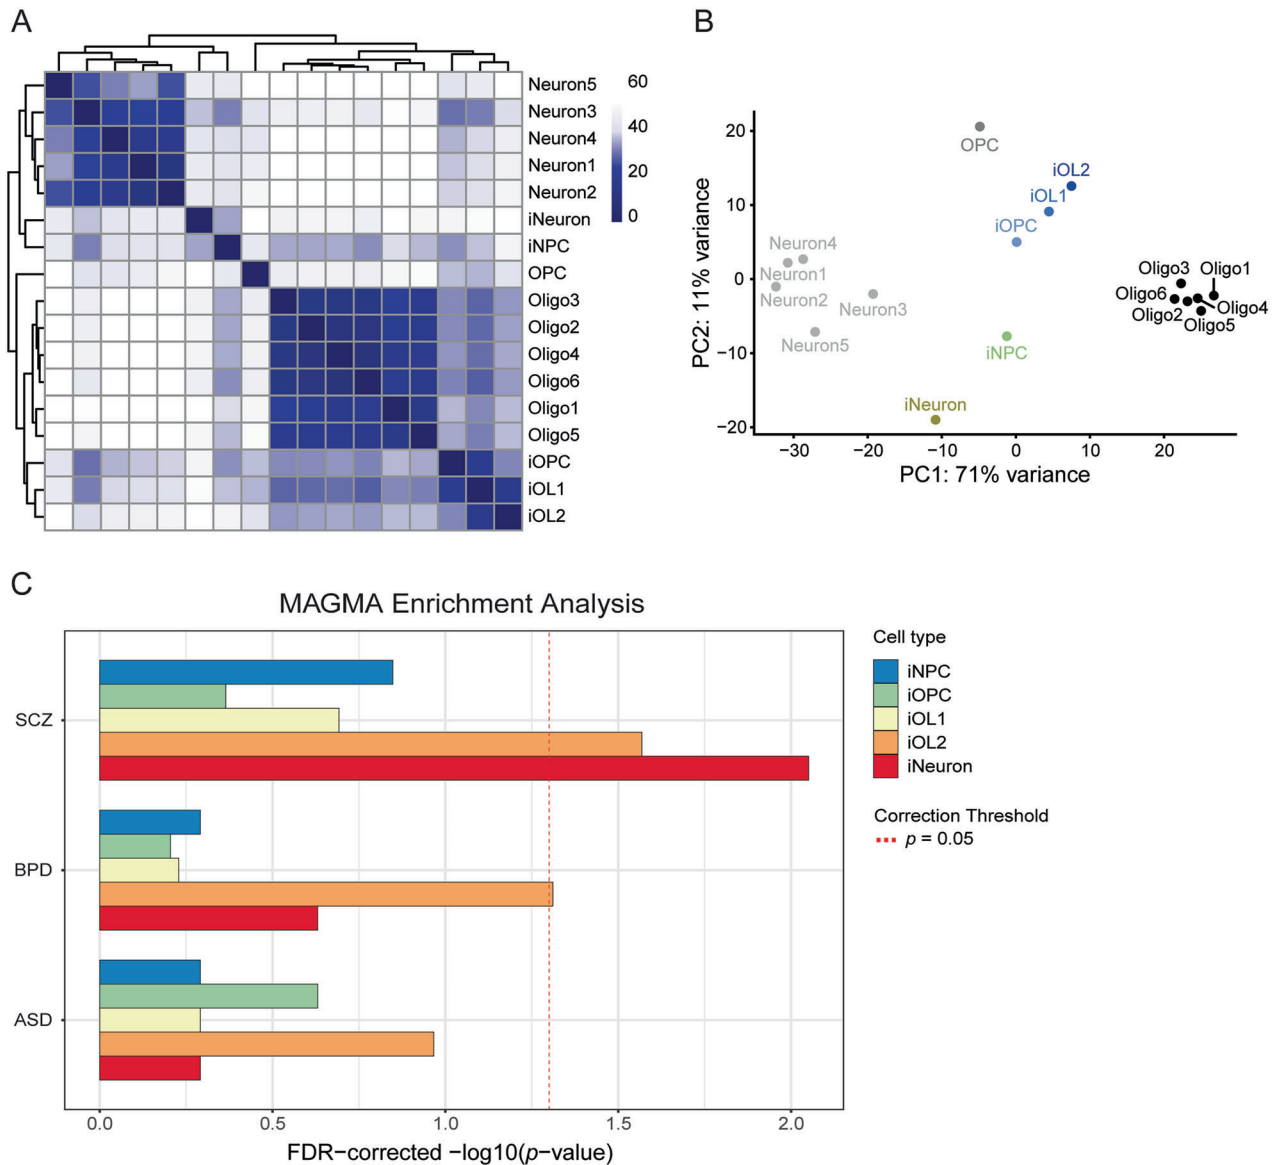 A
Neuron5
Neuron3
Neuron4
Neuron1
Neuron2
iNeuron
iNPC
OPC
Oligo3
Oligo2
Oligo4
Oligo6
Oligo1
Oligo5
iOPC
iOL1
iOL2
60
40
20
0
B
PC2: 11% variance
20
10
0
−10
−20
OPC
iOL2
iOL1
iOPC
Neuron4
Neuron1
Neuron2
Neuron3
Neuron5
Oligo3 Oligo1
Oligo6
Oligo4
Oligo2
Oligo5
iNPC
iNeuron
−30 −20 −10 0 10 20
PC1: 71% variance
C
MAGMA Enrichment Analysis
SCZ
BPD
ASD
0.0 0.5 1.0 1.5 2.0
FDR−corrected −log10(p−value)
Cell type
iNPC
iOPC
iOL1
iOL2
iNeuron
Correction Threshold
p = 0.05